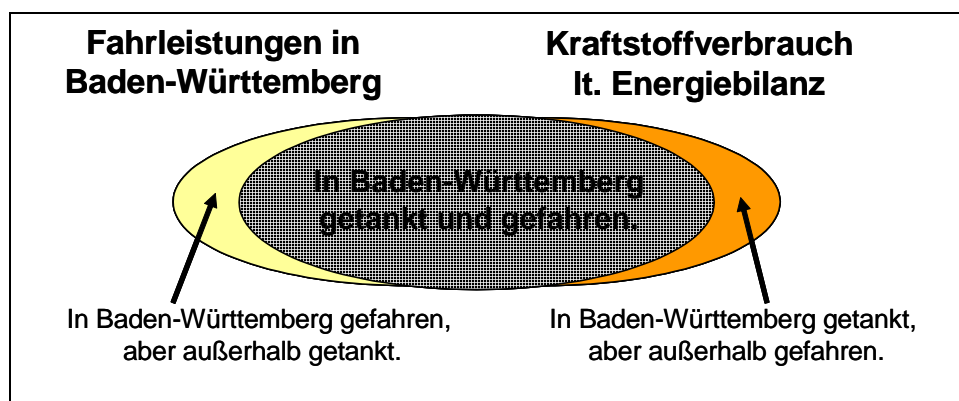 Fahrleistungen in
Baden-Württemberg
Kraftstoffverbrauch
lt. Energiebilanz
In Baden-Württemberg
getankt und gefahren.
In Baden-Württemberg gefahren,
aber außerhalb getankt.
In Baden-Württemberg getankt,
aber außerhalb gefahren.